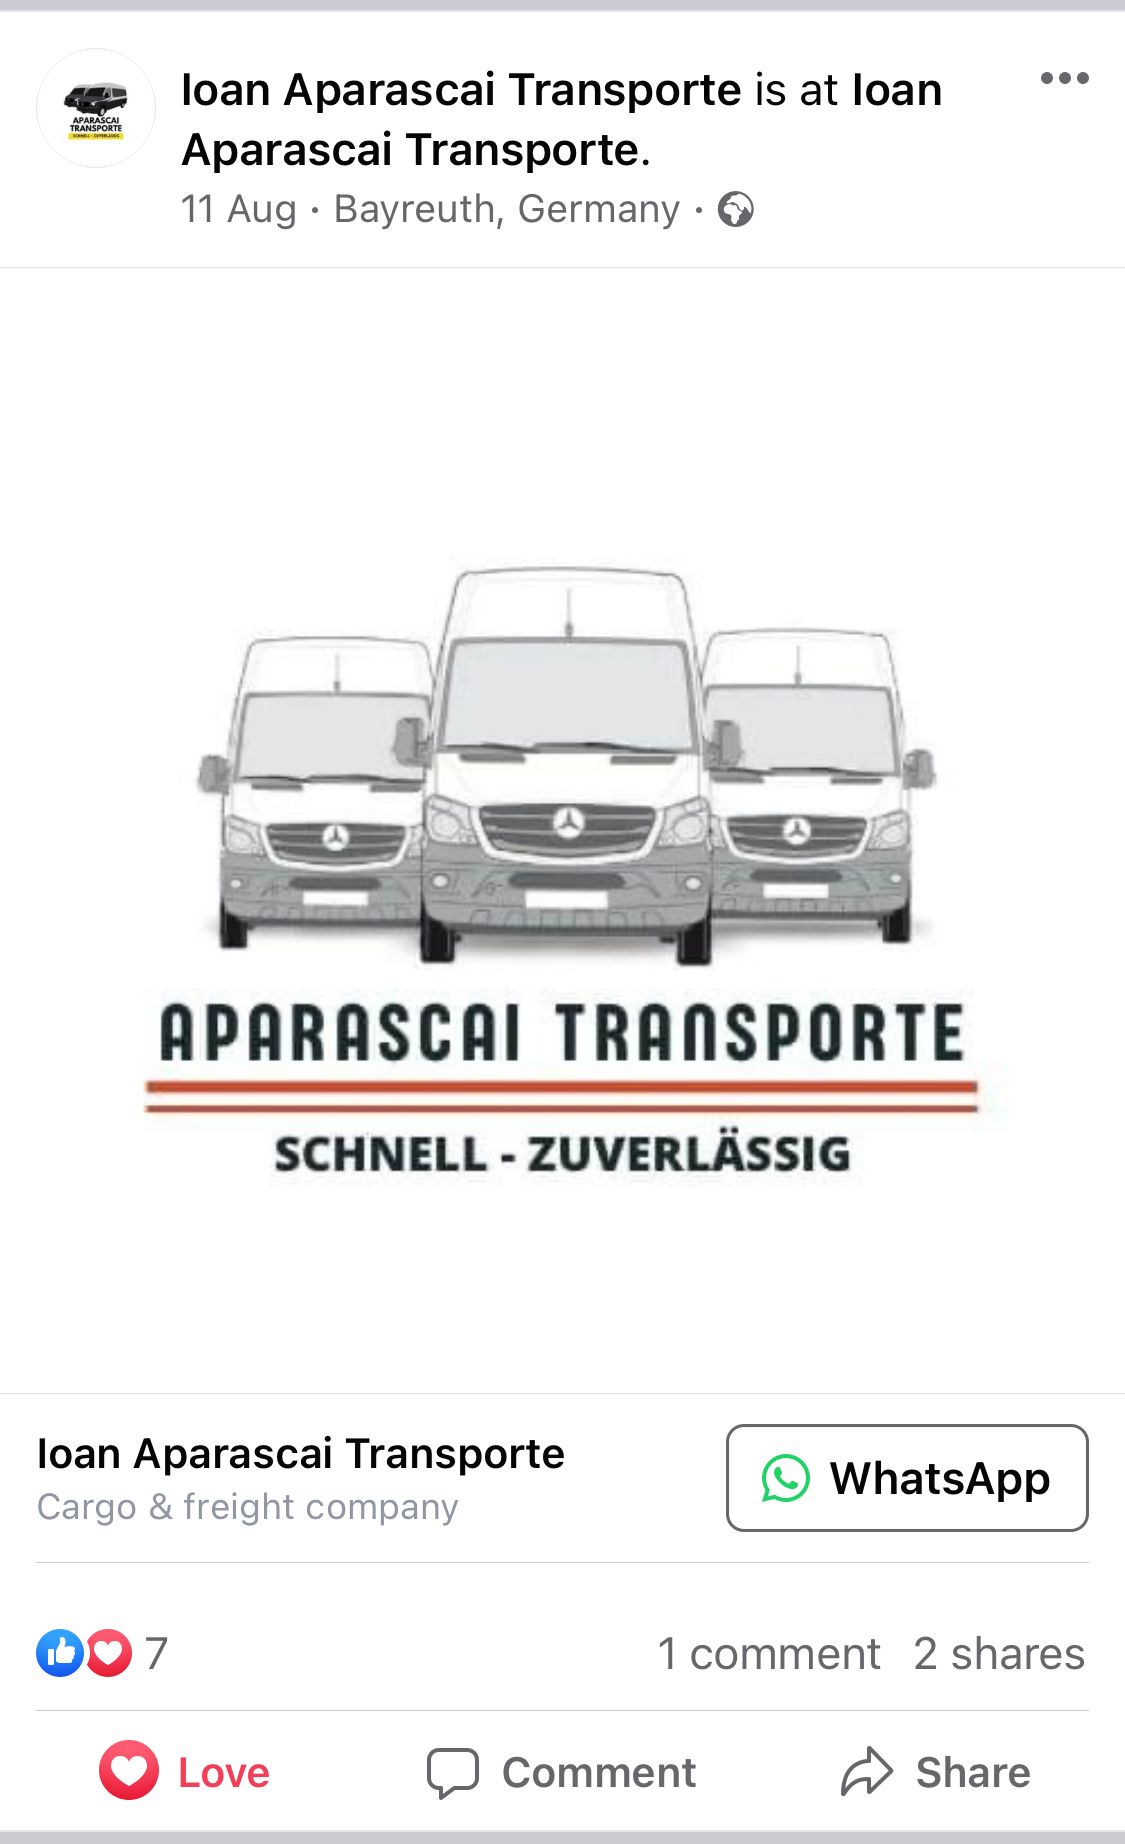 APARASCAI
TRANSPORTE
SCHNELL - ZUVERLÄSSIG
Ioan Aparascai Transporte is at Ioan
Aparascai Transporte.
11 Aug · Bayreuth, Germany ·
APARASCAI TRANSPORTE
SCHNELL - ZUVERLÄSSIG
Ioan Aparascai Transporte
Cargo & freight company
WhatsApp
7
1 comment 2 shares
Love
Comment
Share